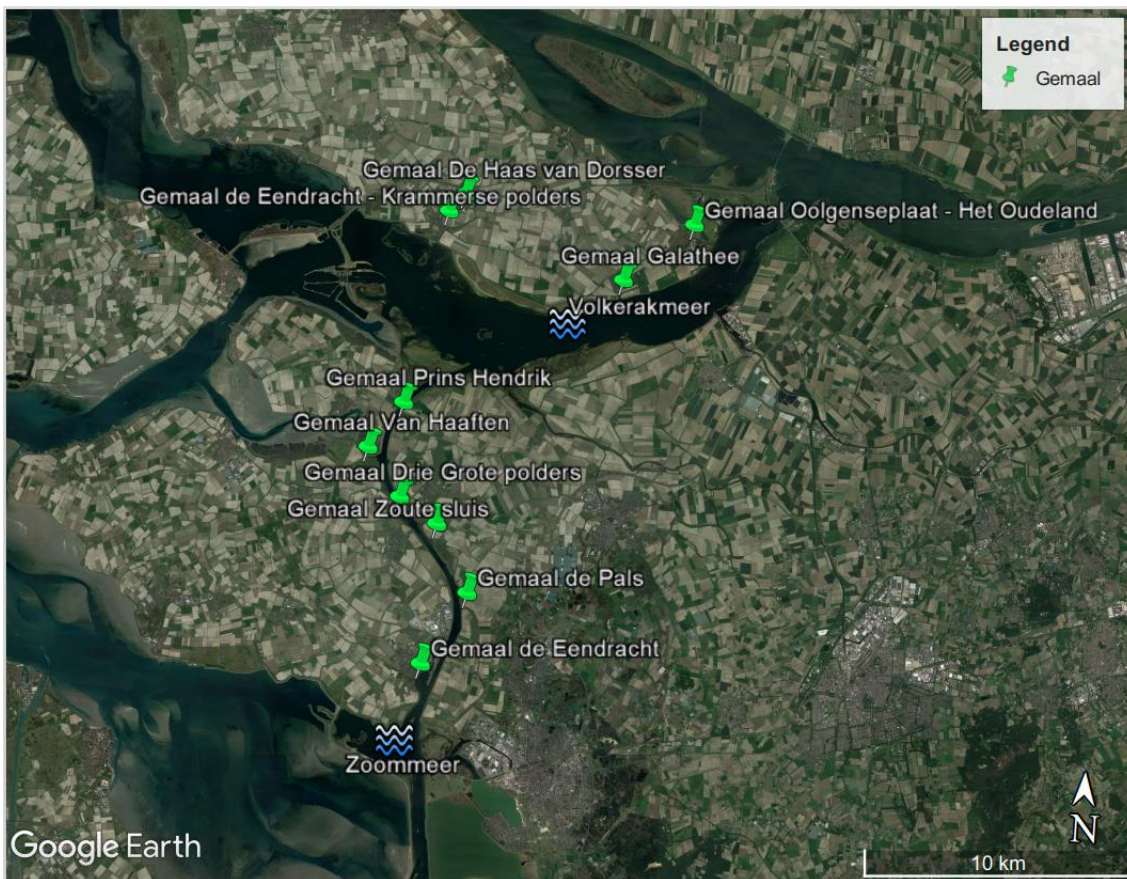 Legend
Gemaal
Gemaal De Haas van Dorsser
Gemaal de Eendracht - Krammerse polders
Gemaal Oolgenseplaat - Het Oudeland
Gemaal Galathee
Volkerakmeer
Gemaal Prins Hendrik
Gemaal Van Haaften
Gemaal Drie Grote polders
Gemaal Zoute sluis
Gemaal de Pals
Gemaal de Eendracht
Zoommeer
Google Earth
N
10 km